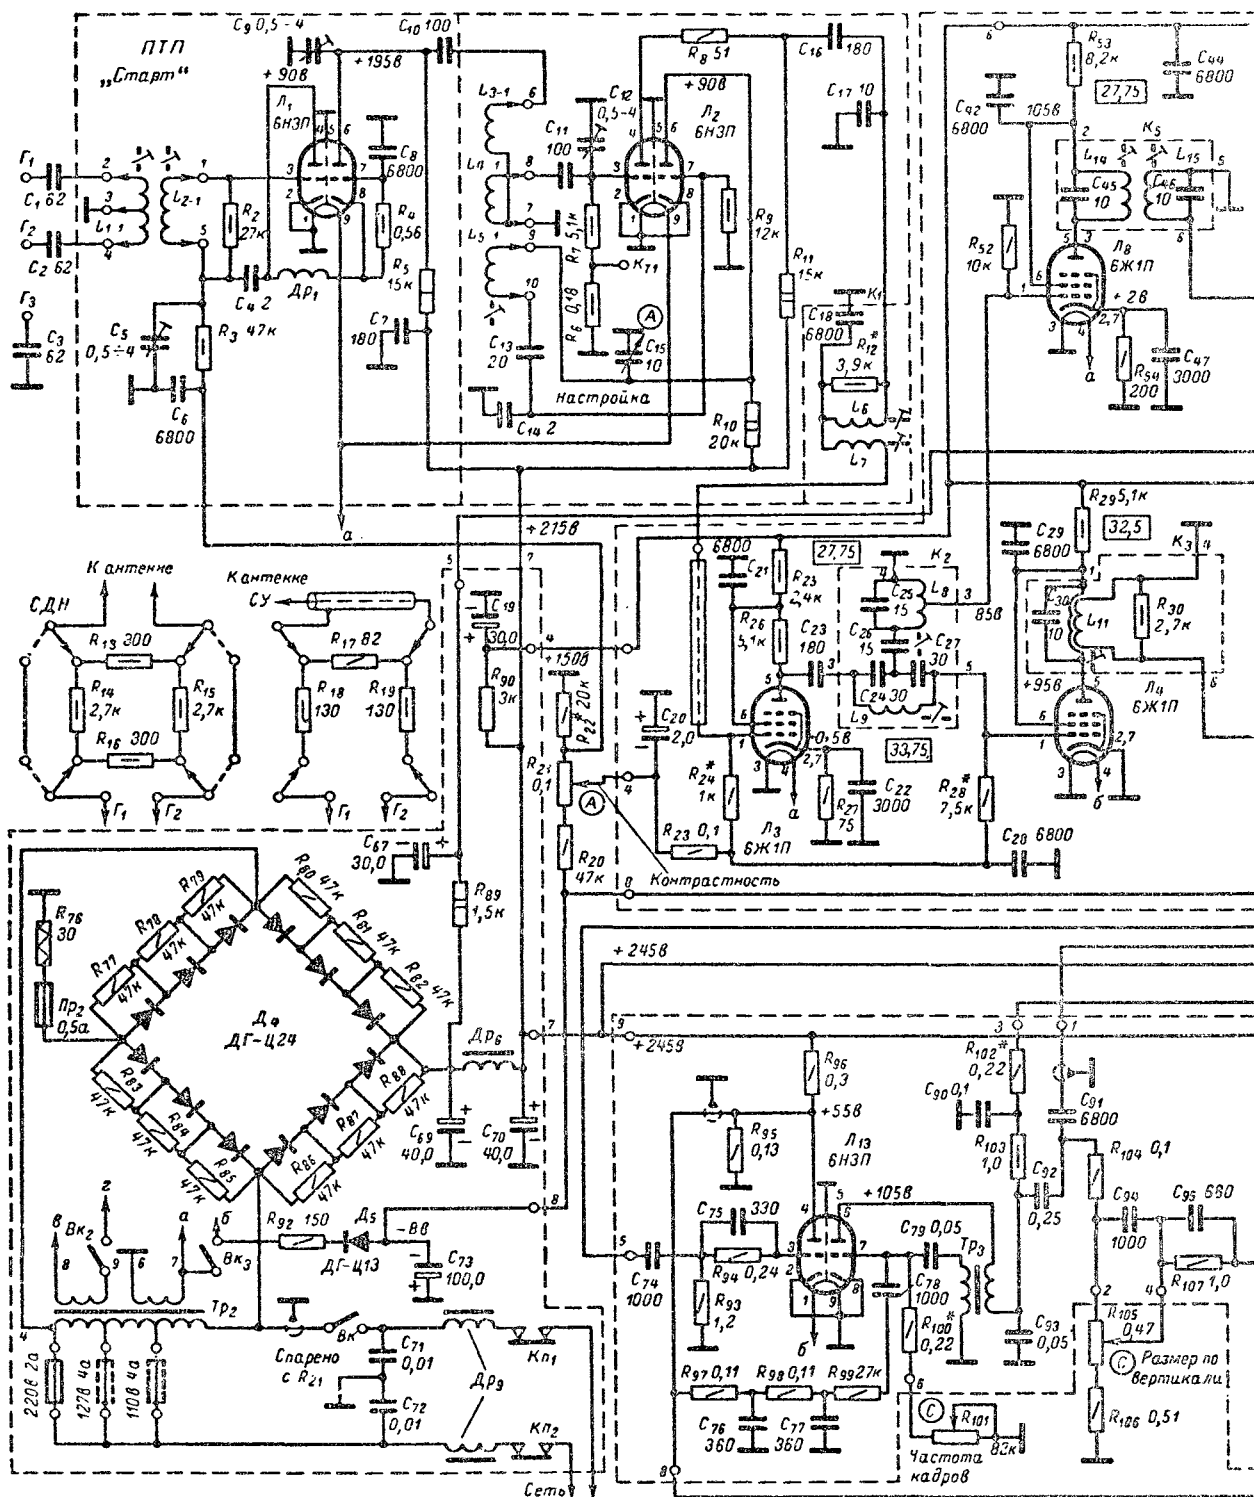 ПТП
„Старт“
C9 0,5-4
C10 100
+90в
+195в
Л1
6Н3П
C8
6800
Г1
C1 62
Г2
C2 62
Г3
C3
62
L1-1
L2-1
R2
27к
R4
0,56
C4 2
Др1
R5
15к
C5
0,5÷4
R3 47к
C7
180
C6
6800
L3-1
L4-1
L5-1
C11
100
C12
0,5-4
R8 51
+90в
Л2
6Н3П
C16
180
C17 10
R7 5,1к
К71
R6 0,18
R9
12к
R11
15к
C13
20
C15
10
А
Настройка
C14 2
R10
20к
К1
C18
6800
R12*
3,9к
L6
L7
R53
8,2к
C44
6800
27,75
C42
6800
105в
К5
L14
L15
C45
10
C46
10
R52
10к
Л8
6Ж1П
+2в
R54
200
C47
3000
а
+215в
К антенне
К антенне
СДН
СУ
R13 300
R14
2,7к
R15
2,7к
R16 300
Г1
Г2
R17 82
R18
130
R19
130
Г1
Г2
C19
30,0
R90
3к
+150в
R22* 20к
R21
0,1
А
R20
47к
Контрастность
C20
2,0
6800
C21
R25
2,4к
R26
5,1к
C23
180
27,75
К2
C25
15
L8
C26
15
C27
30
C24 30
L9
33,75
85в
0,5в
R24*
1к
Л3
6Ж1П
R27
75
C22
3000
R23 0,1
R28*
7,5к
C28 6800
R29 5,1к
32,5
C29
6800
К3
C30
10
L11
R30
2,7к
+95в
Л4
6Ж1П
а
б
C67
30,0
R89
1,5к
R76
30
Пр2
0,5а
R77
47к
R78
47к
R79
47к
R80
47к
R81
47к
R82
47к
Д4
ДГ-Ц24
R83
47к
R84
47к
R85
47к
R86
47к
R87
47к
R88
47к
Др6
C69
40,0
C70
40,0
+245в
+245в
R92 150
Д5
ДГ-Ц13
-8в
C73
100,0
в
Вк2
г
а
б
Вк3
Тр2
220в 2а
127в 4а
110в 4а
Спарено
с R21
Вк
C71
0,01
C72
0,01
Др9
Кп1
Кп2
Сеть
R96
0,3
+55в
R95
0,13
Л13
6Н3П
+105в
C75 330
C74
1000
R94 0,24
R93
1,2
C79 0,05
C78
1000
Тр3
R100*
0,22
б
R97 0,11
R98 0,11
R99 27к
C76
360
C77
360
С
R101
82к
Частота
кадров
R102*
0,22
C90 0,1
R103
1,0
C91
6800
C92
0,25
R104 0,1
C94
1000
C95 680
R107 1,0
C93
0,05
R105
0,47
С
Размер по
вертикали
R106 0,51